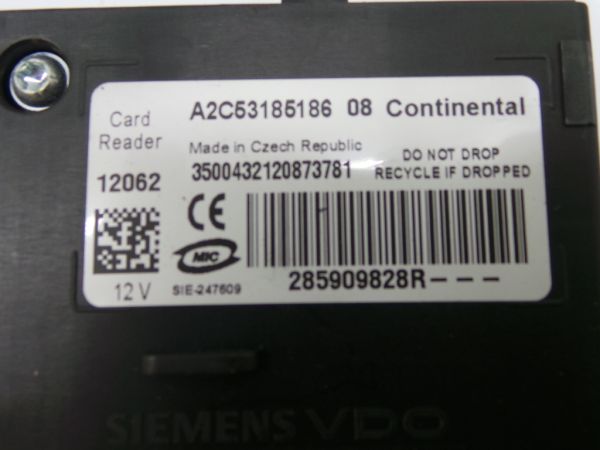 Card Reader
A2C53185186 08 Continental
Made in Czech Republic
3500432120873781
DO NOT DROP
RECYCLE IF DROPPED
12062
CE
MIC
12 V
SIE-247609
285909828R---
SIEMENS VDO